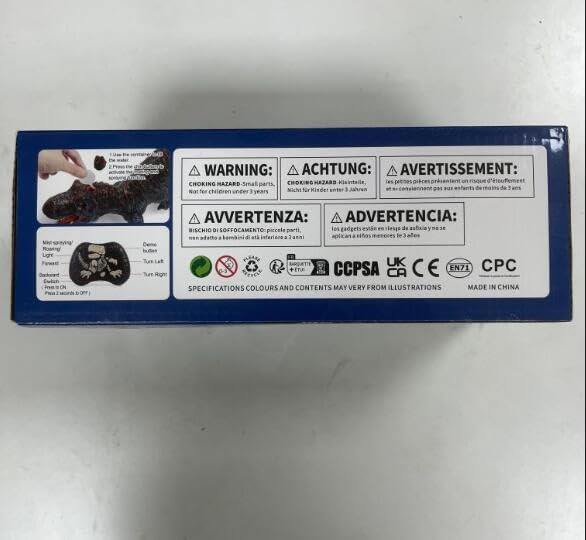 1.Use the container to fill
the water.
2.Press the
activate the
spraying function.
Mist spraying/
Roaring/
Light
Forward
Backward
Switch
( Press to ON
Press 2 seconds to OFF )
Demo
button
Turn Left
Turn Right
WARNING:
CHOKING HAZARD-Small parts,
Not for children under 3 years
ACHTUNG:
CHOKING HAZARD-Kleinteile,
Nicht für Kinder unter 3 Jahren
AVERTISSEMENT:
les petites pièces présentent un risque d'étouffement
et ne conviennent pas aux enfants de moins de 3 ans
AVVERTENZA:
RISCHIO DI SOFFOCAMENTO: piccole parti,
non adatto a bambini di età inferiore a 3 anni
ADVERTENCIA:
los gadgets están en riesgo de asfixia y no se
aplican a niños menores de 3 años
0-3
PLEASE
RECYCLE
FR
BARQUETTE
+ ÉTUI
CCPSA
UK
CA
CE
EN71
CPC
SPECIFICATIONS COLOURS AND CONTENTS MAY VERY FROM ILLUSTRATIONS
MADE IN CHINA